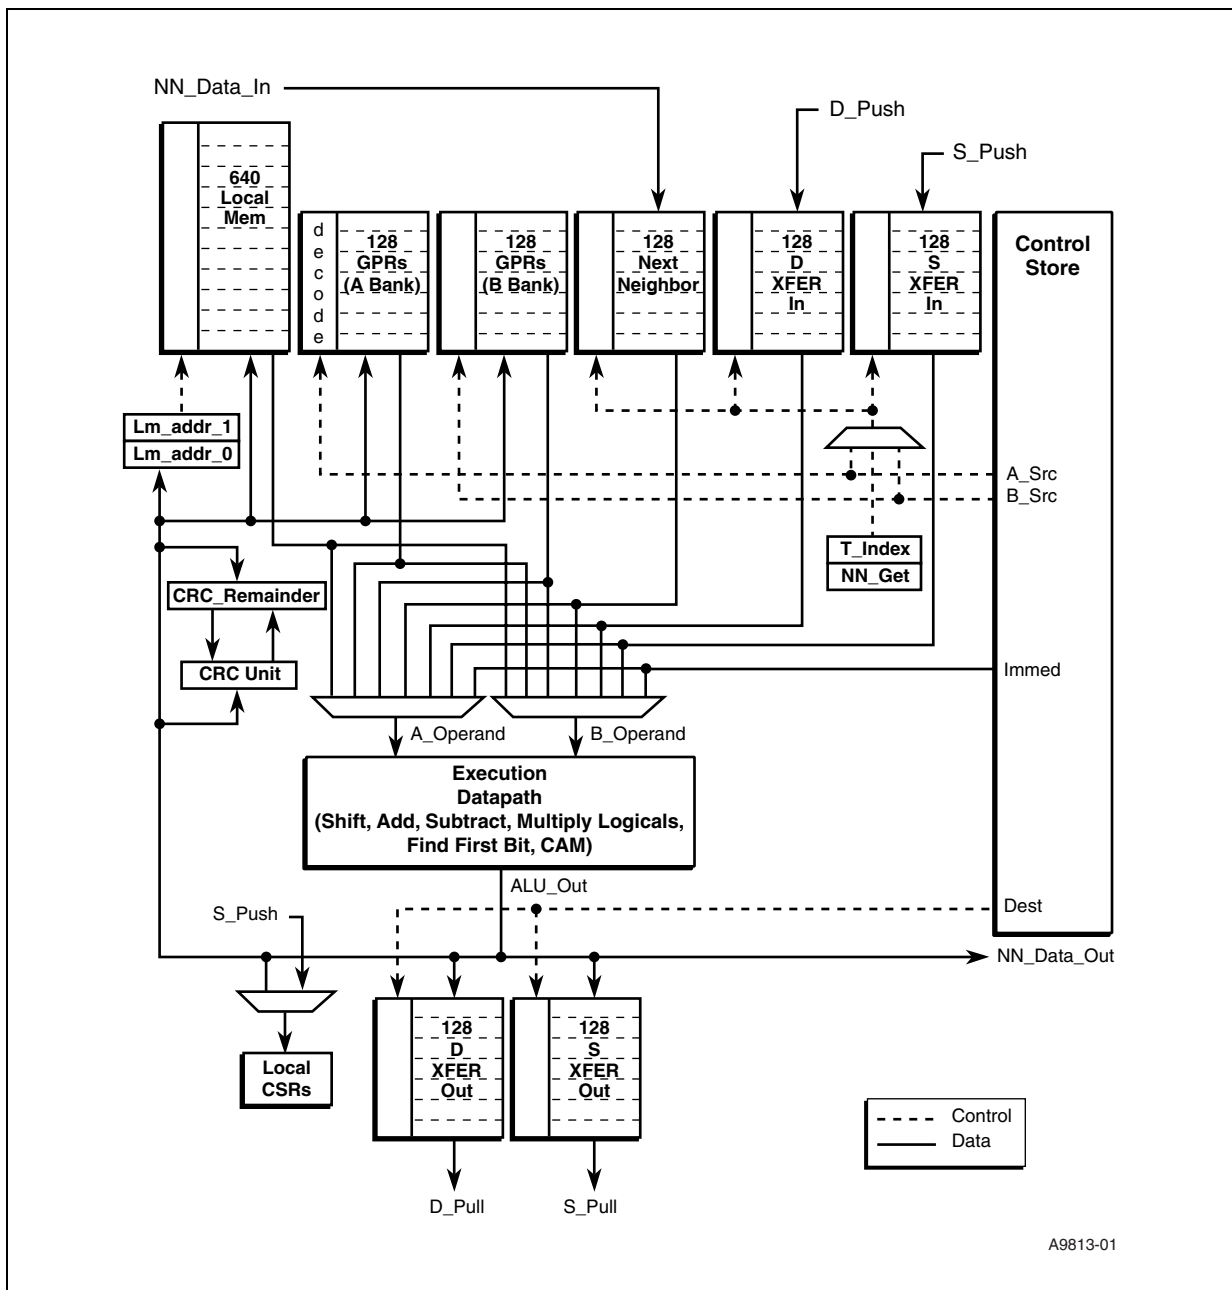 NN_Data_In
D_Push
S_Push
640
Local
Mem
decode
128
GPRs
(A Bank)
128
GPRs
(B Bank)
128
Next
Neighbor
128
D
XFER
In
128
S
XFER
In
Control
Store
Lm_addr_1
Lm_addr_0
A_Src
B_Src
T_Index
NN_Get
CRC_Remainder
CRC Unit
Immed
A_Operand
B_Operand
Execution
Datapath
(Shift, Add, Subtract, Multiply Logicals,
Find First Bit, CAM)
ALU_Out
Dest
S_Push
NN_Data_Out
128
D
XFER
Out
128
S
XFER
Out
Local
CSRs
Control
Data
D_Pull
S_Pull
A9813-01